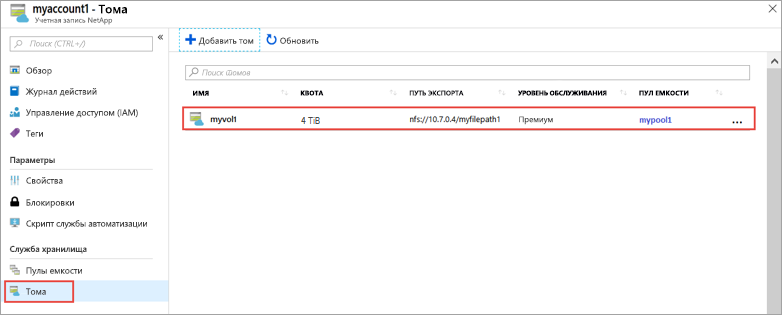 myaccount1 - Тома
Учетная запись NetApp
Поиск (CTRL+/)
Обзор
Журнал действий
Управление доступом (IAM)
Теги
Параметры
Свойства
Блокировки
Скрипт службы автоматизации
Служба хранилища
Пулы емкости
Тома
Добавить том Обновить
Поиск томов
ИМЯ КВОТА ПУТЬ ЭКСПОРТА УРОВЕНЬ ОБСЛУЖИВАНИЯ ПУЛ ЕМКОСТИ
myvol1 4 TiB nfs://10.7.0.4/myfilepath1 Премиум mypool1 ...